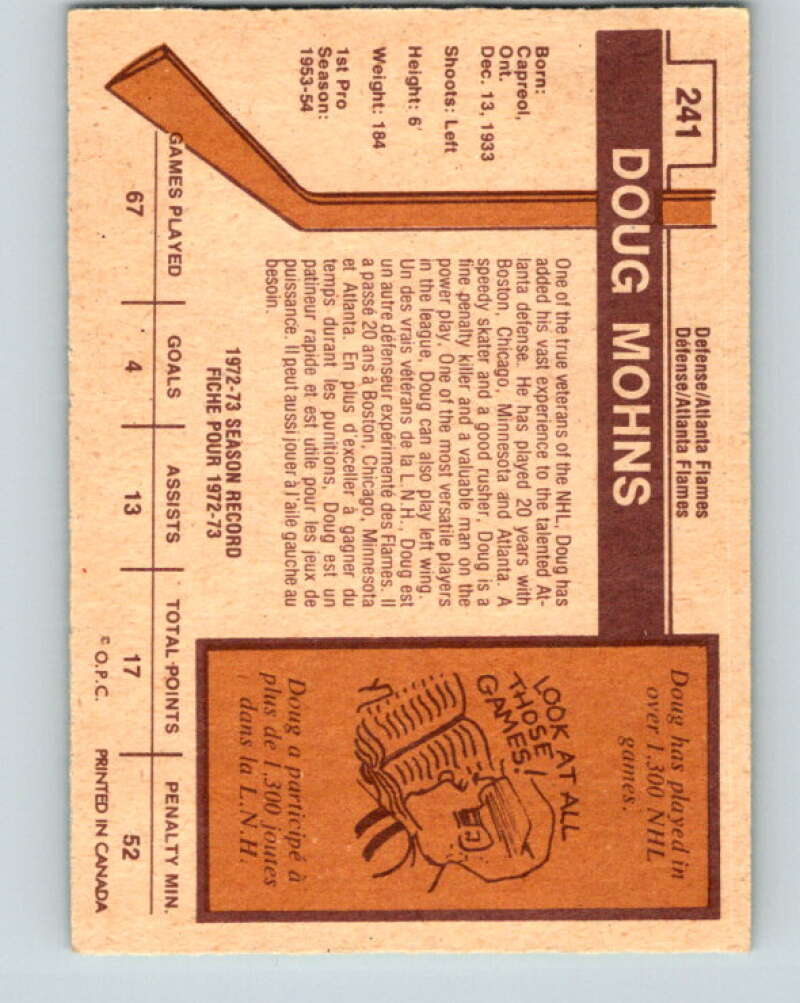 241
Defense/Atlanta Flames
Défense/Atlanta Flames
DOUG MOHNS
Born:
Capreol,
Ont.
Dec. 13, 1933
Shoots: Left
Height: 6'
Weight: 184
1st Pro
Season:
1953-54
One of the true veterans of the NHL, Doug has
added his vast experience to the talented At-
lanta defense. He has played 20 years with
Boston, Chicago, Minnesota and Atlanta. A
speedy skater and a good rusher, Doug is a
fine penalty killer and a valuable man on the
power play. One of the most versatile players
in the league, Doug can also play left wing.
Un des vrais vétérans de la L.N.H., Doug est
un autre défenseur expérimenté des Flames. Il
a passé 20 ans à Boston, Chicago, Minnesota
et Atlanta. En plus d'exceller à gagner du
temps durant les punitions, Doug est un
patineur rapide et est utile pour les jeux de
puissance. Il peut aussi jouer à l'aile gauche au
besoin.
Doug has played in
over 1,300 NHL
games.
LOOK AT ALL
THOSE
GAMES!
Doug a participé à
plus de 1,300 joutes
dans la L.N.H.
1972-73 SEASON RECORD
FICHE POUR 1972-73
GAMES PLAYED GOALS ASSISTS TOTAL POINTS PENALTY MIN.
67 4 13 17 52
© O.P.C. PRINTED IN CANADA